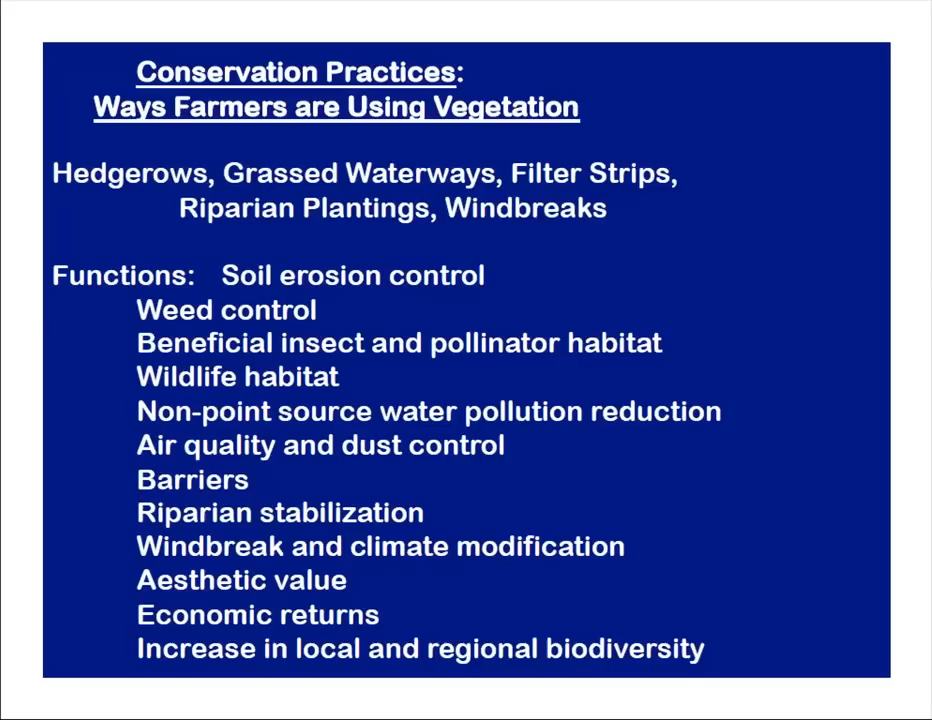 Conservation Practices:
Ways Farmers are Using Vegetation
Hedgerows, Grassed Waterways, Filter Strips,
Riparian Plantings, Windbreaks
Functions: Soil erosion control
Weed control
Beneficial insect and pollinator habitat
Wildlife habitat
Non-point source water pollution reduction
Air quality and dust control
Barriers
Riparian stabilization
Windbreak and climate modification
Aesthetic value
Economic returns
Increase in local and regional biodiversity